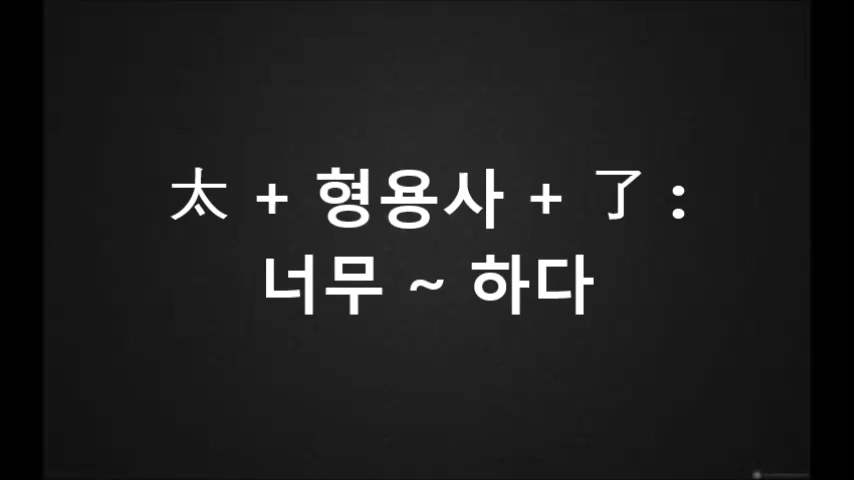 太 + 형용사 + 了 :
너무 ~ 하다